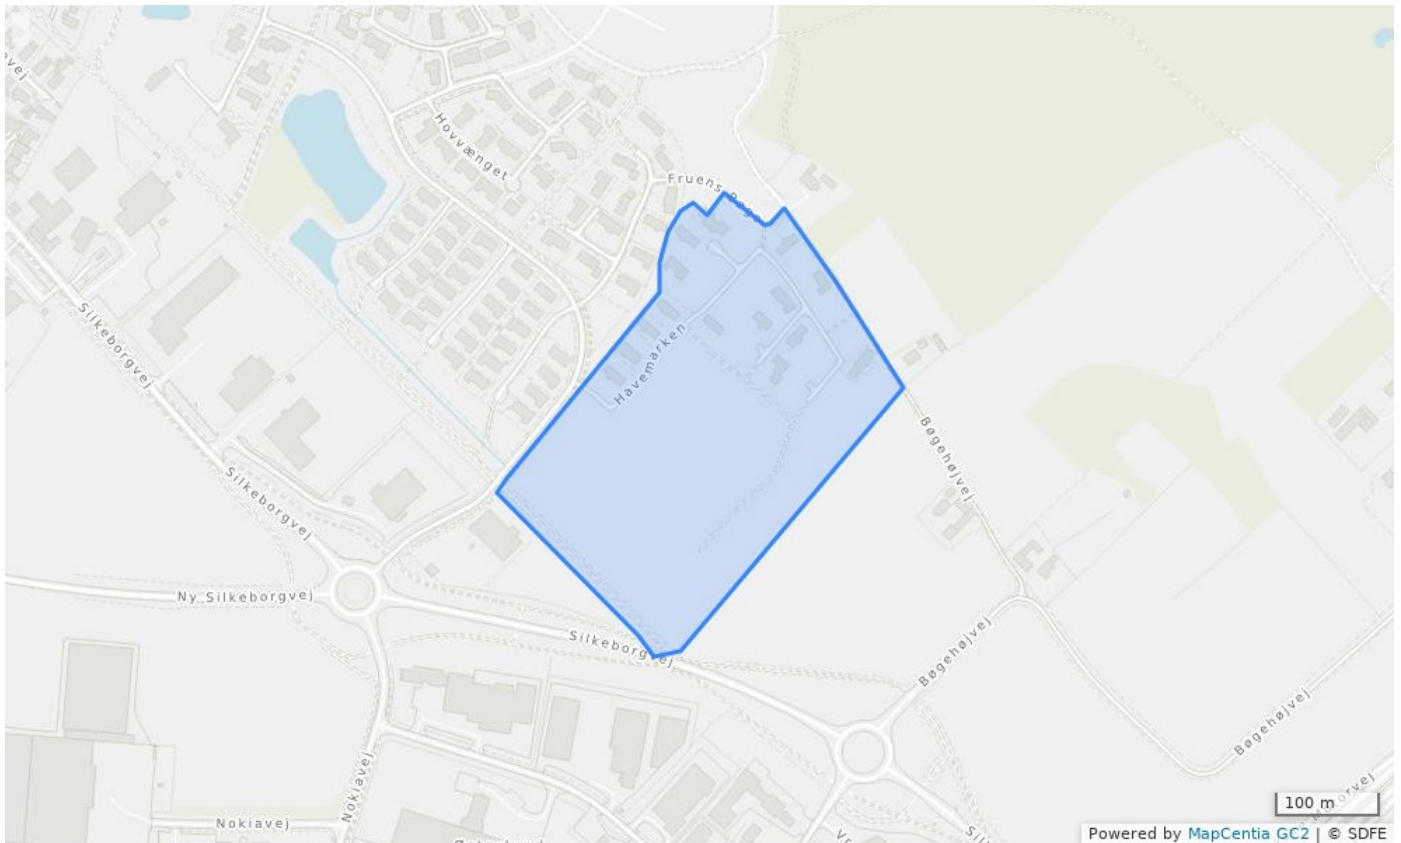 Hovvænget
Fruens Bøge
Havemarken
Silkeborgvej
Silkeborgvej
Bøgehøjvej
Ny Silkeborgvej
Silkeborgvej
Bøgehøjvej
Bøgehøjvej
Nokiavej
Nokiavej
100 m
Powered by MapCentia GC2 | © SDFE